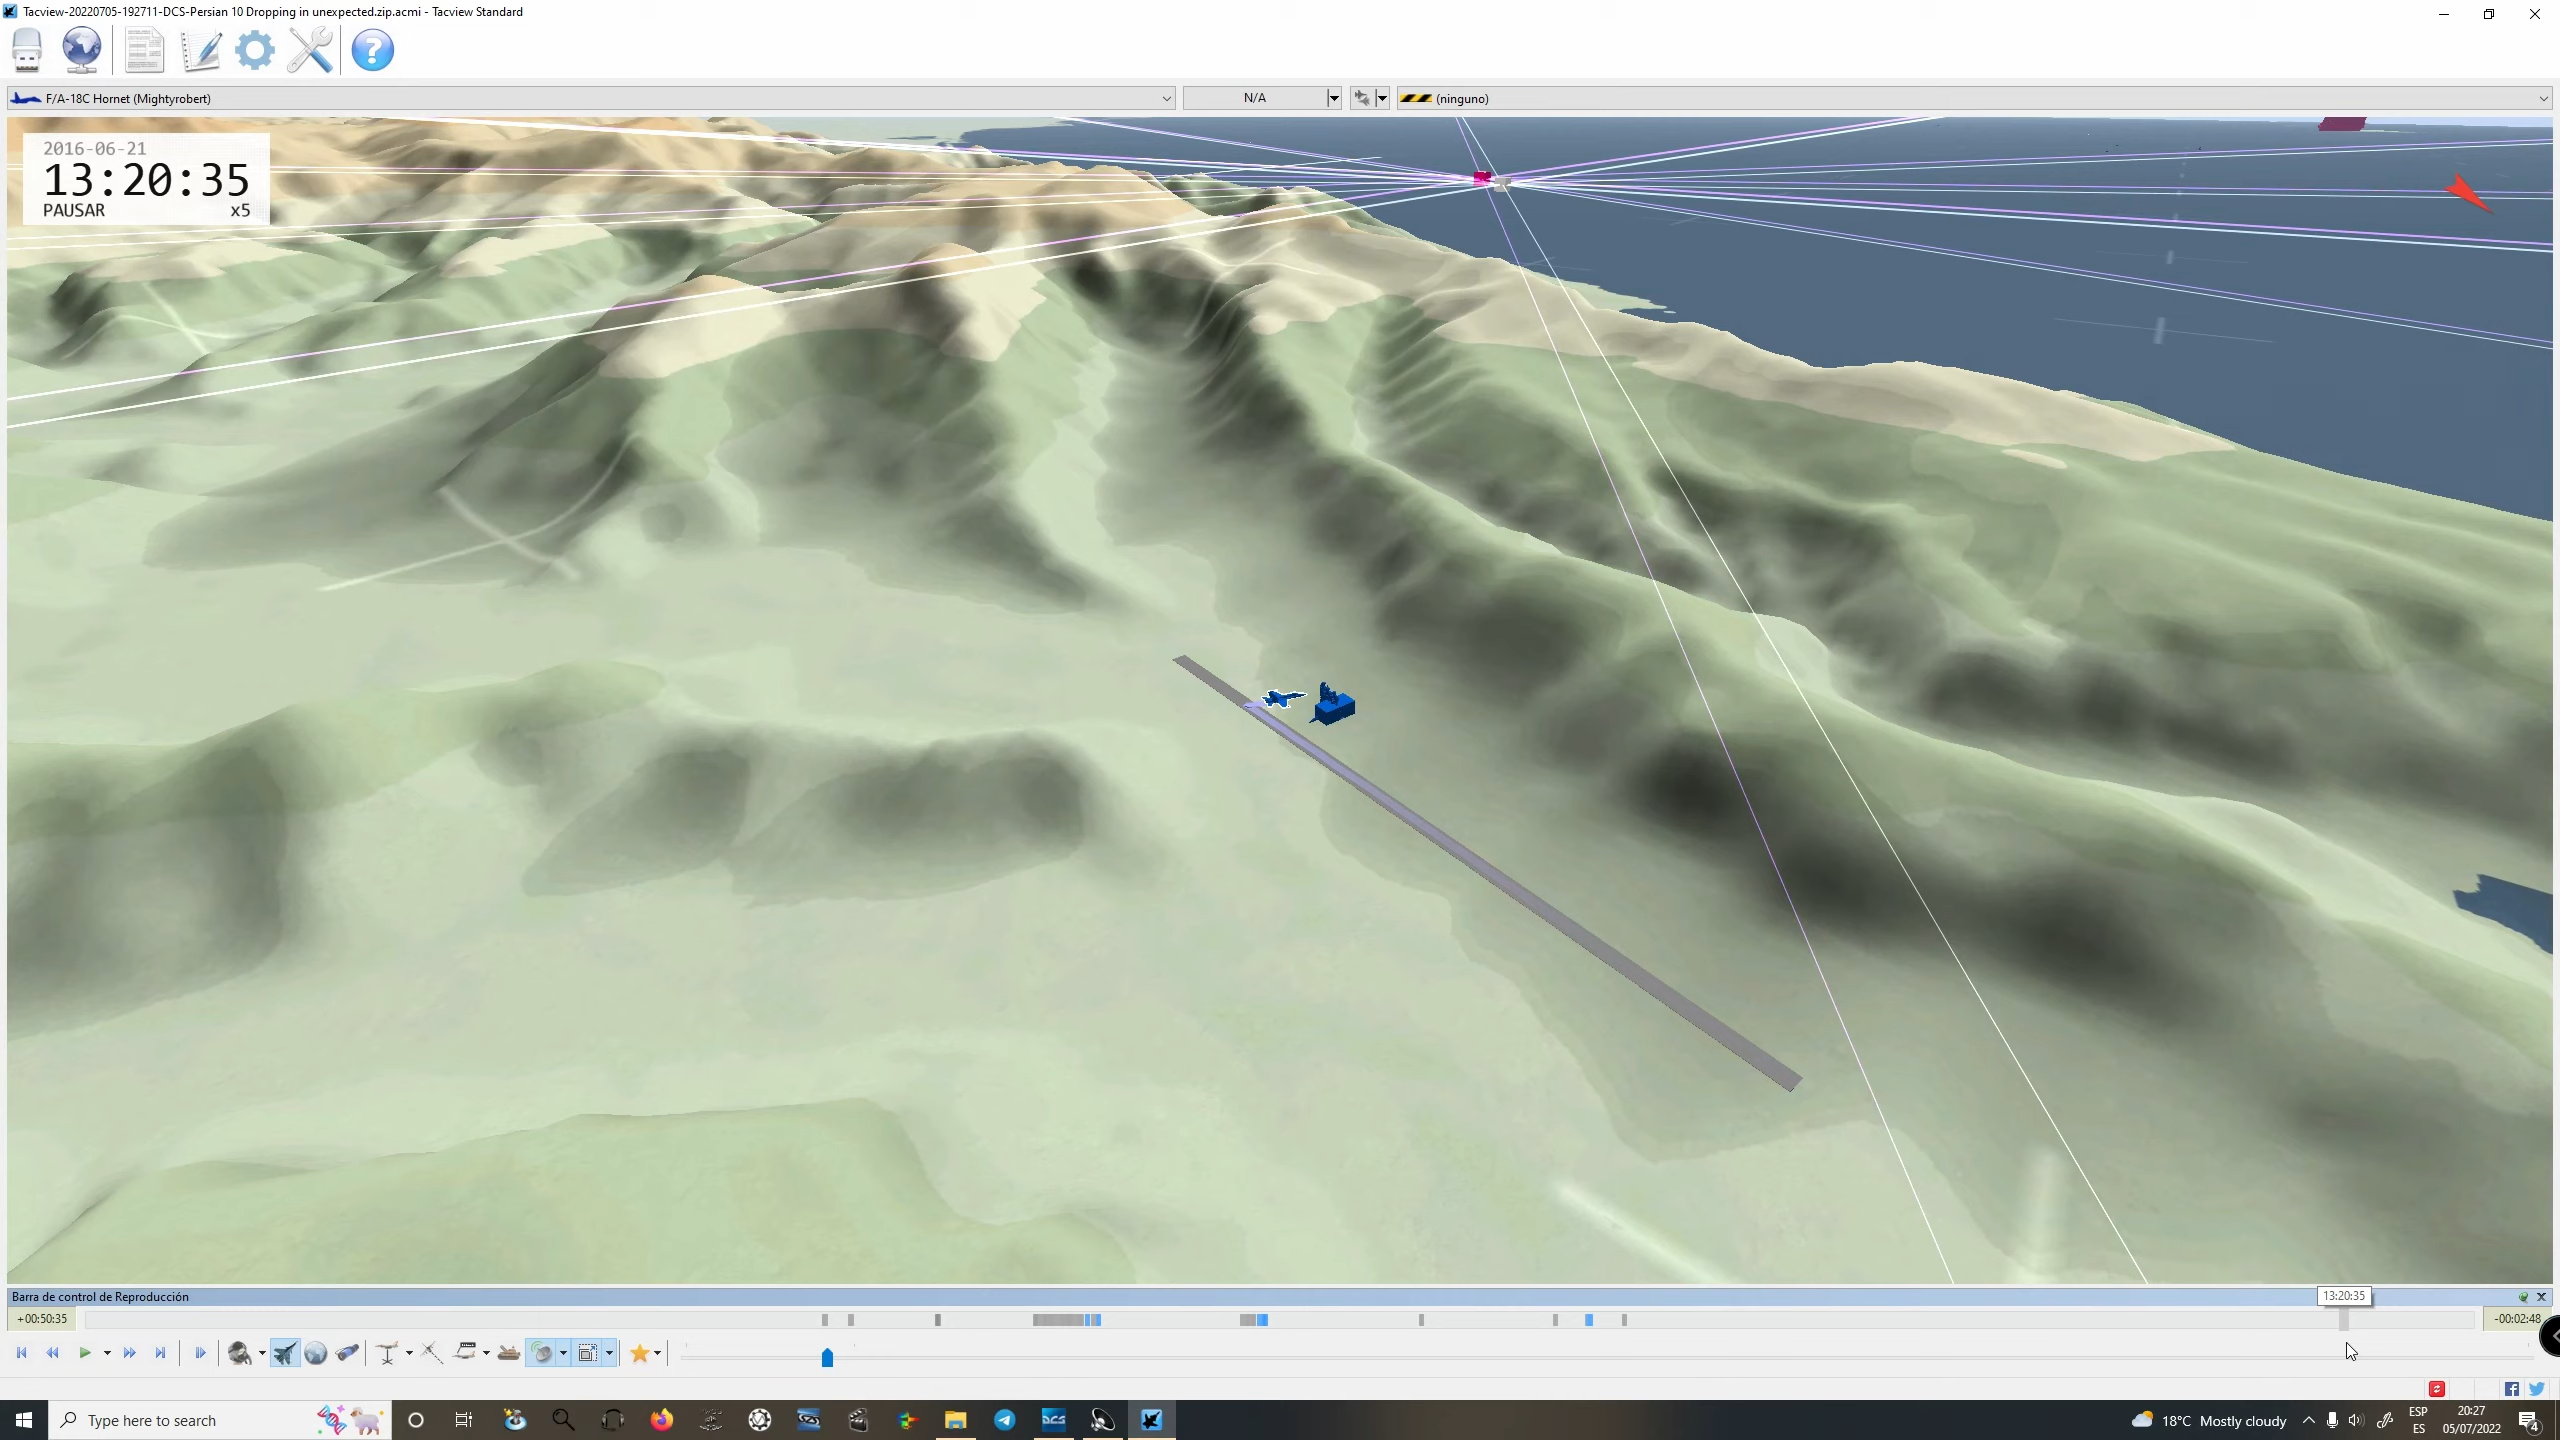 Tacview-20220705-192711-DCS-Persian 10 Dropping in unexpected.zip.acmi - Tacview Standard
F/A-18C Hornet (Mightyrobert)
N/A
(ninguno)
2016-06-21
13:20:35
PAUSAR x5
Barra de control de Reproducción
13:20:35
+00:50:35
-00:02:48
Type here to search
DCS
18°C Mostly cloudy
ESP
ES
20:27
05/07/2022
4